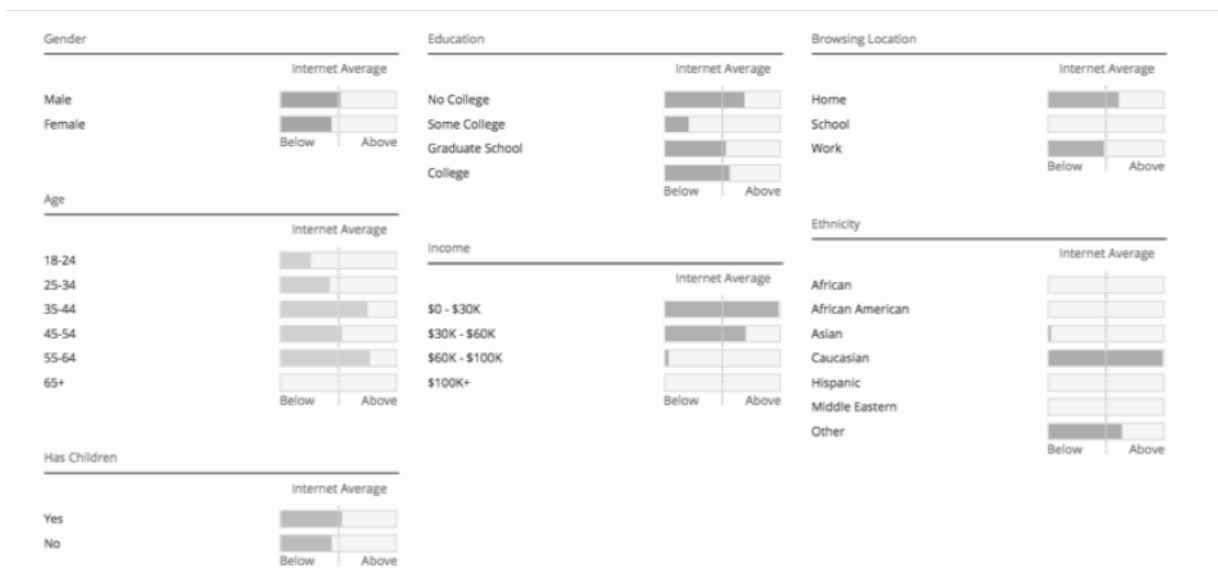 Gender
Internet Average
Male
Female
Below Above
Age
Internet Average
18-24
25-34
35-44
45-54
55-64
65+
Below Above
Has Children
Internet Average
Yes
No
Below Above
Education
Internet Average
No College
Some College
Graduate School
College
Below Above
Income
Internet Average
$0 - $30K
$30K - $60K
$60K - $100K
$100K+
Below Above
Browsing Location
Internet Average
Home
School
Work
Below Above
Ethnicity
Internet Average
African
African American
Asian
Caucasian
Hispanic
Middle Eastern
Other
Below Above